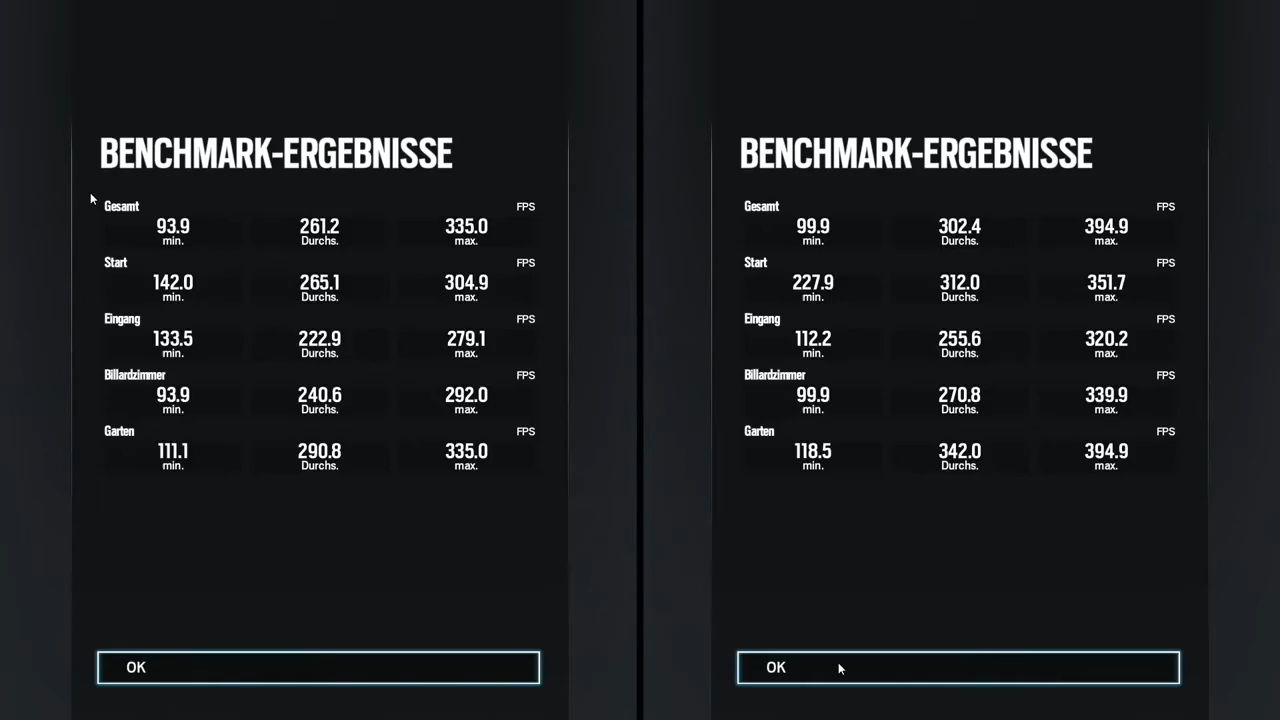 BENCHMARK-ERGEBNISSE
Gesamt FPS
93.9 261.2 335.0
min. Durchs. max.
Start FPS
142.0 265.1 304.9
min. Durchs. max.
Eingang FPS
133.5 222.9 279.1
min. Durchs. max.
Billardzimmer FPS
93.9 240.6 292.0
min. Durchs. max.
Garten FPS
111.1 290.8 335.0
min. Durchs. max.
OK
BENCHMARK-ERGEBNISSE
Gesamt FPS
99.9 302.4 394.9
min. Durchs. max.
Start FPS
227.9 312.0 351.7
min. Durchs. max.
Eingang FPS
112.2 255.6 320.2
min. Durchs. max.
Billardzimmer FPS
99.9 270.8 339.9
min. Durchs. max.
Garten FPS
118.5 342.0 394.9
min. Durchs. max.
OK